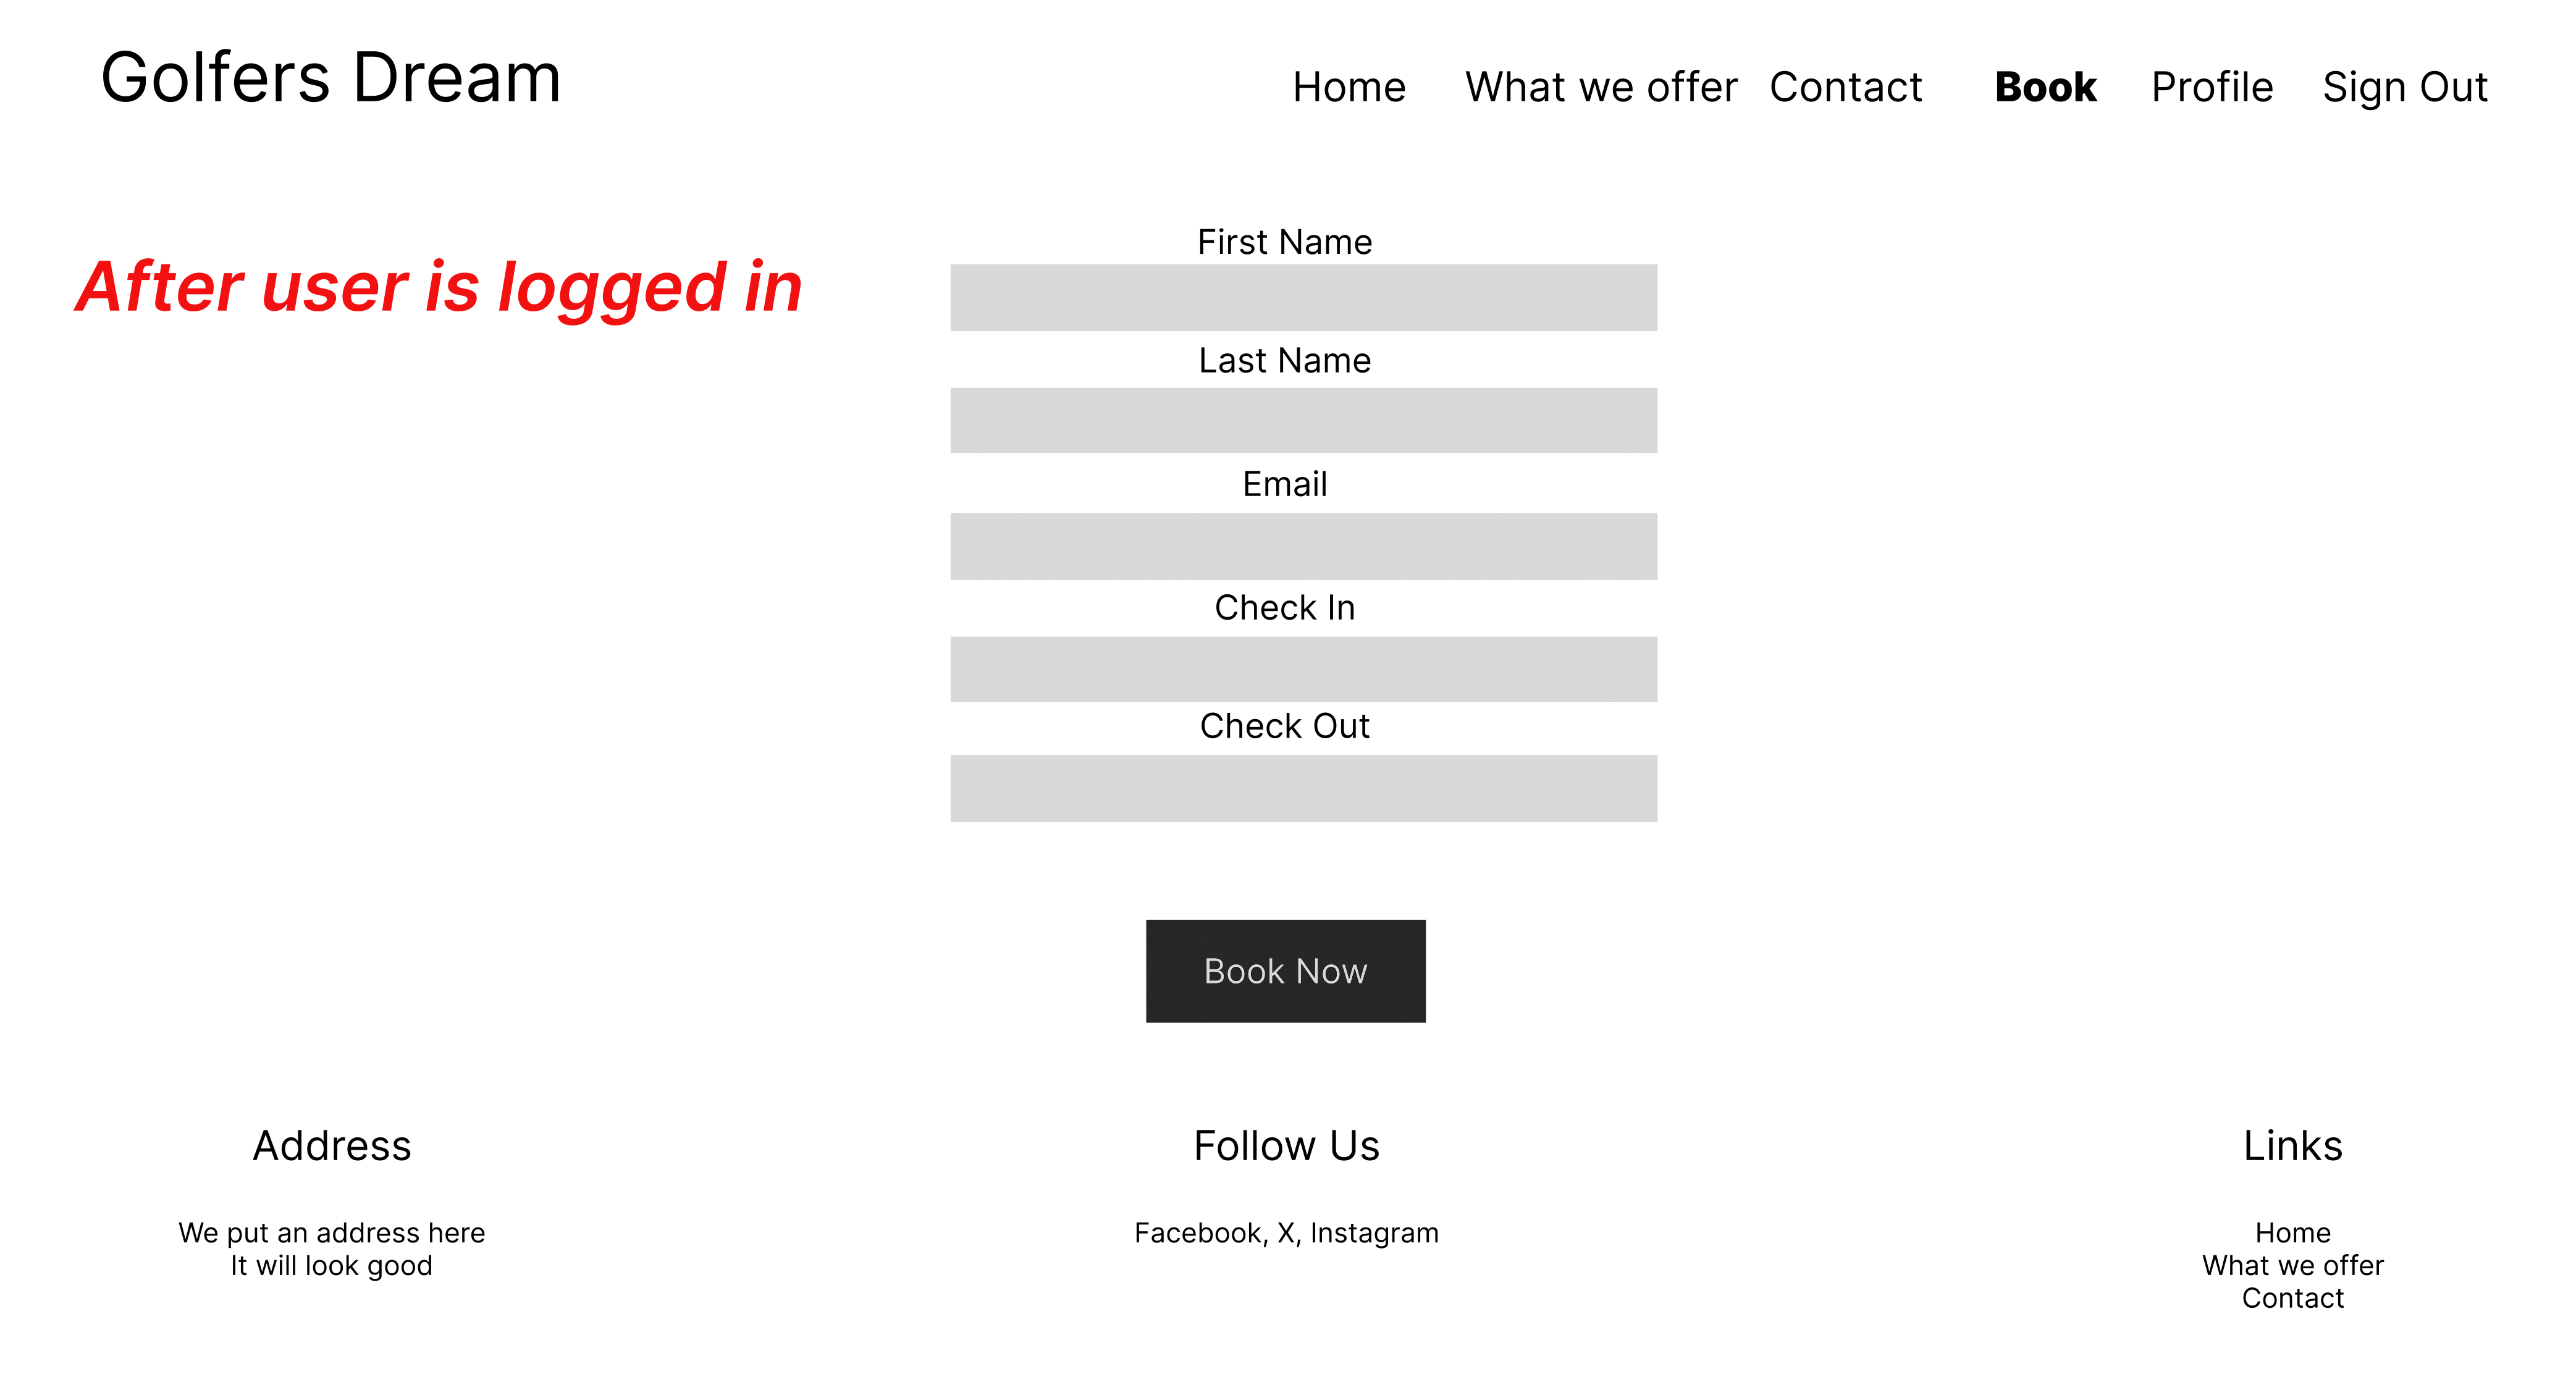 Golfers Dream
Home What we offer Contact Book Profile Sign Out
After user is logged in
First Name
Last Name
Email
Check In
Check Out
Book Now
Address
We put an address here
It will look good
Follow Us
Facebook, X, Instagram
Links
Home
What we offer
Contact